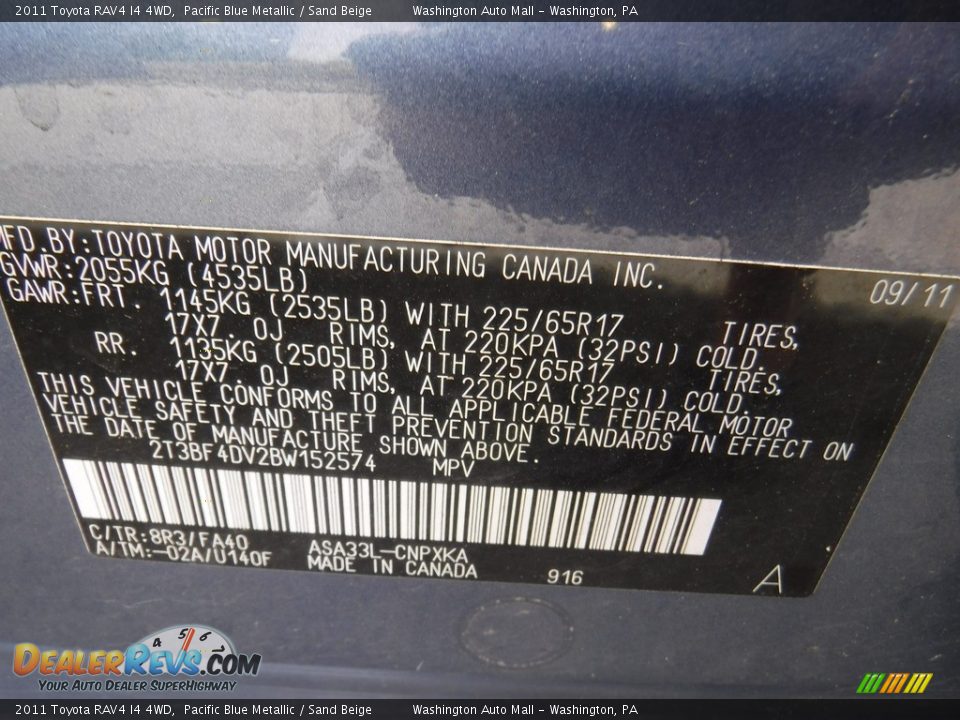 2011 Toyota RAV4 I4 4WD, Pacific Blue Metallic / Sand Beige Washington Auto Mall - Washington, PA
MFD.BY:TOYOTA MOTOR MANUFACTURING CANADA INC.
GVWR:2055KG (4535LB) 09/11
GAWR:FRT. 1145KG (2535LB) WITH 225/65R17 TIRES,
17X7. 0J RIMS, AT 220KPA (32PSI) COLD.
RR. 1135KG (2505LB) WITH 225/65R17 TIRES,
17X7. 0J RIMS, AT 220KPA (32PSI) COLD.
THIS VEHICLE CONFORMS TO ALL APPLICABLE FEDERAL MOTOR
VEHICLE SAFETY AND THEFT PREVENTION STANDARDS IN EFFECT ON
THE DATE OF MANUFACTURE SHOWN ABOVE.
2T3BF4DV2BW152574 MPV
C/TR:8R3/FA40 ASA33L-CNPXKA
A/TM:-02A/U140F MADE IN CANADA 916 A
4 5 6 7
DEALERREVS.COM
YOUR AUTO DEALER SUPERHIGHWAY
2011 Toyota RAV4 I4 4WD, Pacific Blue Metallic / Sand Beige Washington Auto Mall - Washington, PA